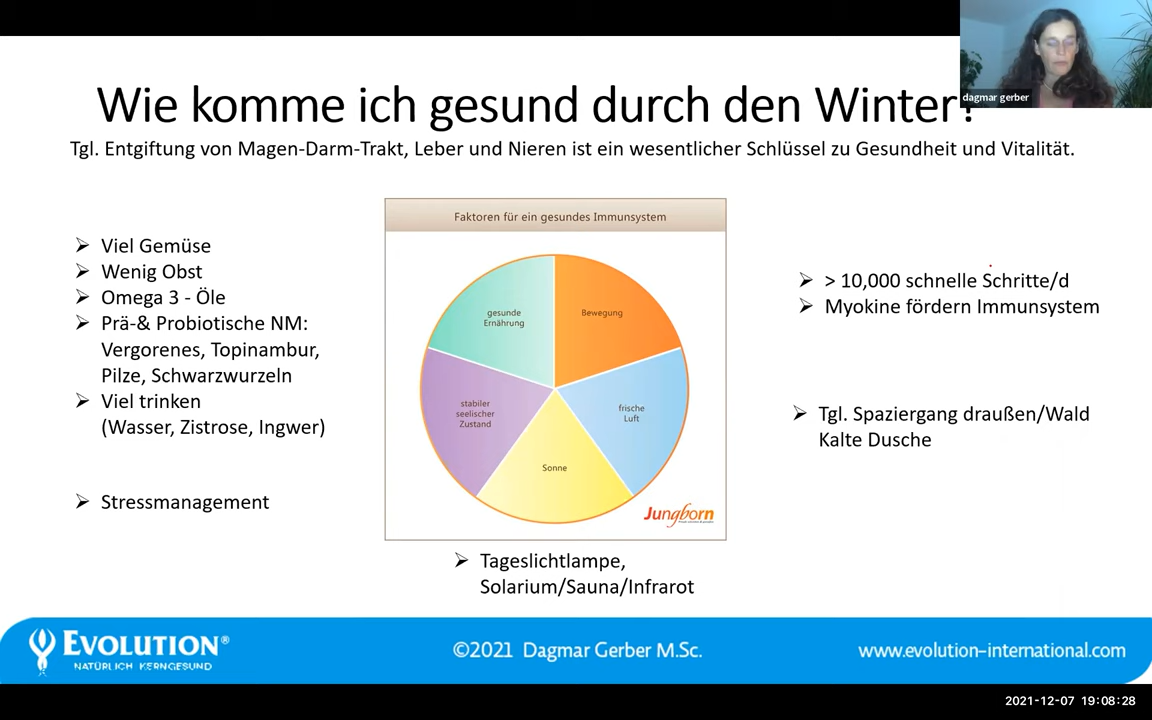 dagmar gerber
Wie komme ich gesund durch den Winter?
Tgl. Entgiftung von Magen-Darm-Trakt, Leber und Nieren ist ein wesentlicher Schlüssel zu Gesundheit und Vitalität.
Viel Gemüse
Wenig Obst
Omega 3 - Öle
Prä-& Probiotische NM:
Vergorenes, Topinambur,
Pilze, Schwarzwurzeln
Viel trinken
(Wasser, Zistrose, Ingwer)
Stressmanagement
Faktoren für ein gesundes Immunsystem
gesunde
Ernährung
Bewegung
stabiler
seelischer
Zustand
frische
Luft
Sonne
Jungborn
> 10,000 schnelle Schritte/d
Myokine fördern Immunsystem
Tgl. Spaziergang draußen/Wald
Kalte Dusche
Tageslichtlampe,
Solarium/Sauna/Infrarot
EVOLUTION®
NATÜRLICH KERNGESUND
©2021 Dagmar Gerber M.Sc.
www.evolution-international.com
2021-12-07 19:08:28